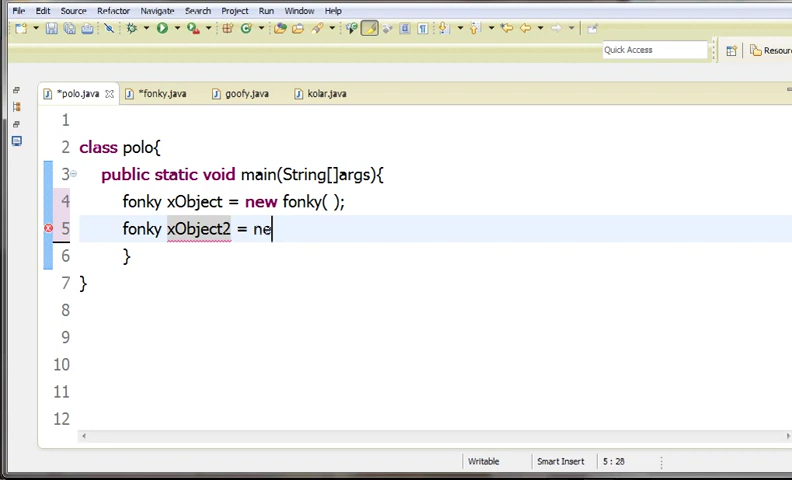 File Edit Source Refactor Navigate Search Project Run Window Help
Quick Access Resour
*polo.java *fonky.java goofy.java kolar.java
1
2 class polo{
3 public static void main(String[]args){
4 fonky xObject = new fonky( );
5 fonky xObject2 = ne
6 }
7 }
8
9
10
11
12
Writable Smart Insert 5 : 28